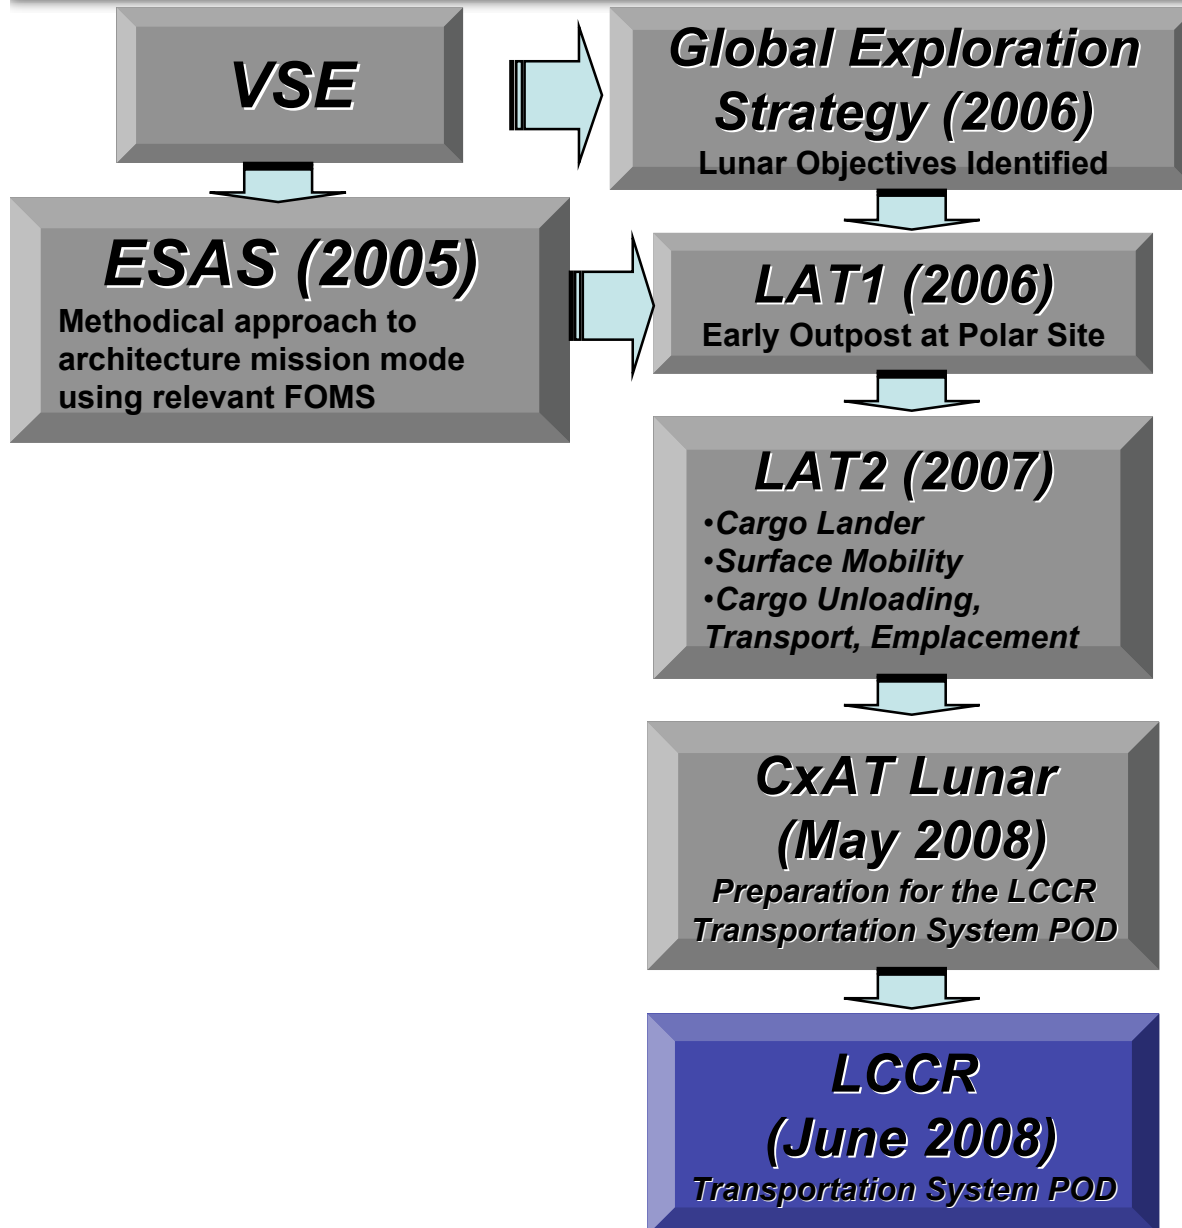 VSE
Global Exploration
Strategy (2006)
Lunar Objectives Identified
ESAS (2005)
Methodical approach to
architecture mission mode
using relevant FOMS
LAT1 (2006)
Early Outpost at Polar Site
LAT2 (2007)
•Cargo Lander
•Surface Mobility
•Cargo Unloading,
Transport, Emplacement
CxAT Lunar
(May 2008)
Preparation for the LCCR
Transportation System POD
LCCR
(June 2008)
Transportation System POD